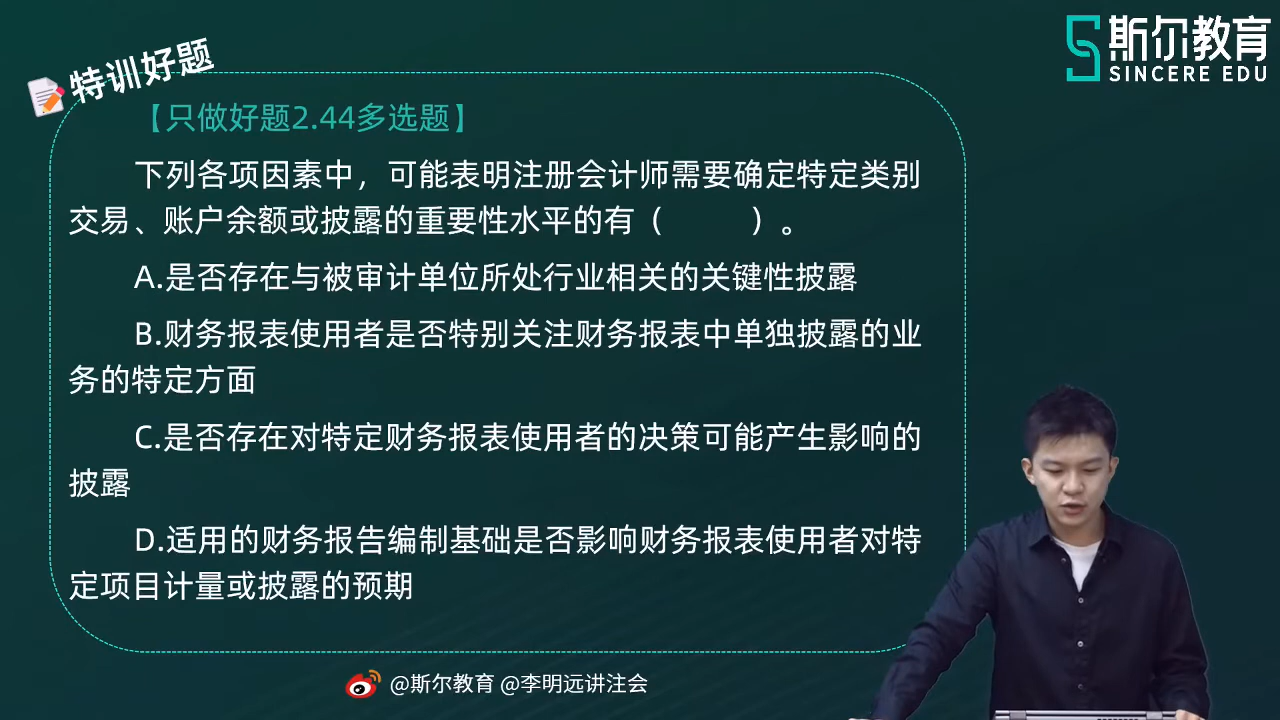 特训好题
斯尔教育
SINCERE EDU
【只做好题2.44多选题】
下列各项因素中，可能表明注册会计师需要确定特定类别
交易、账户余额或披露的重要性水平的有（　　）。
A.是否存在与被审计单位所处行业相关的关键性披露
B.财务报表使用者是否特别关注财务报表中单独披露的业
务的特定方面
C.是否存在对特定财务报表使用者的决策可能产生影响的
披露
D.适用的财务报告编制基础是否影响财务报表使用者对特
定项目计量或披露的预期
@斯尔教育 @李明远讲注会